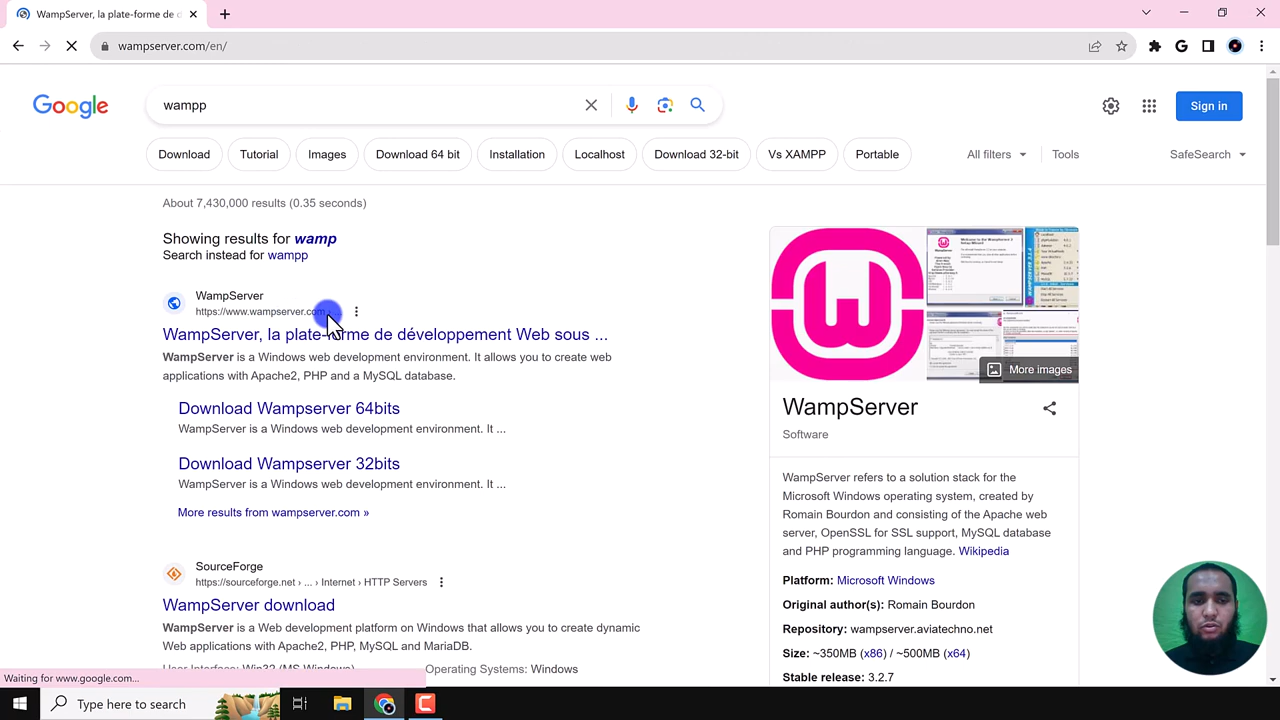 WampServer, la plate-forme de d
wampserver.com/en/
Google
wampp
Sign in
Download
Tutorial
Images
Download 64 bit
Installation
Localhost
Download 32-bit
Vs XAMPP
Portable
All filters
Tools
SafeSearch
About 7,430,000 results (0.35 seconds)
Showing results for wamp
Search instead for wampp
WampServer
https://www.wampserver.com
WampServer, la plateforme de développement Web sous ...
WampServer is a Windows web development environment. It allows you to create web
applications with Apache2, PHP and a MySQL database.
Download Wampserver 64bits
WampServer is a Windows web development environment. It ...
Download Wampserver 32bits
WampServer is a Windows web development environment. It ...
More results from wampserver.com »
SourceForge
https://sourceforge.net › ... › Internet › HTTP Servers
WampServer download
WampServer is a Web development platform on Windows that allows you to create dynamic
Web applications with Apache2, PHP, MySQL and MariaDB.
User Interface: Win32 (MS Windows) Operating Systems: Windows
More images
WampServer
Software
WampServer refers to a solution stack for the
Microsoft Windows operating system, created by
Romain Bourdon and consisting of the Apache web
server, OpenSSL for SSL support, MySQL database
and PHP programming language. Wikipedia
Platform: Microsoft Windows
Original author(s): Romain Bourdon
Repository: wampserver.aviatechno.net
Size: ~350MB (x86) / ~500MB (x64)
Stable release: 3.2.7
Waiting for www.google.com...
Type here to search